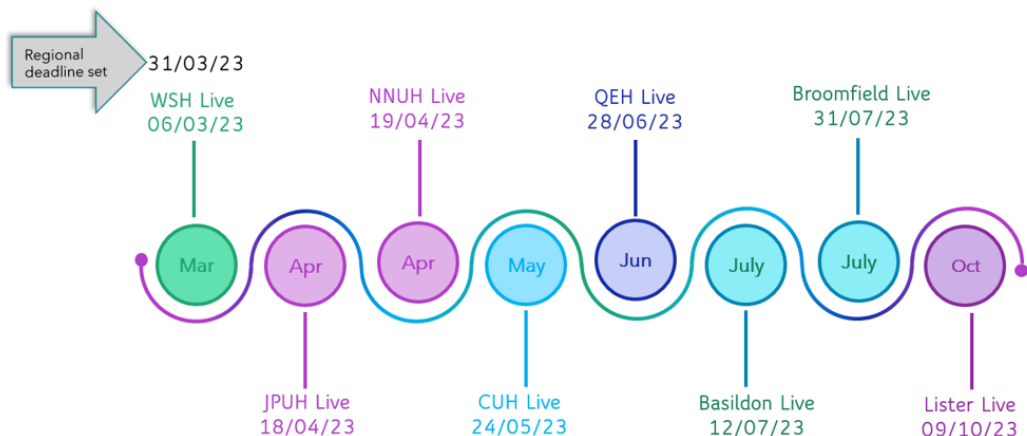 Regional
deadline set
31/03/23
WSH Live
06/03/23
NNUH Live
19/04/23
QEH Live
28/06/23
Broomfield Live
31/07/23
Mar
Apr
Apr
May
Jun
July
July
Oct
JPUH Live
18/04/23
CUH Live
24/05/23
Basildon Live
12/07/23
Lister Live
09/10/23